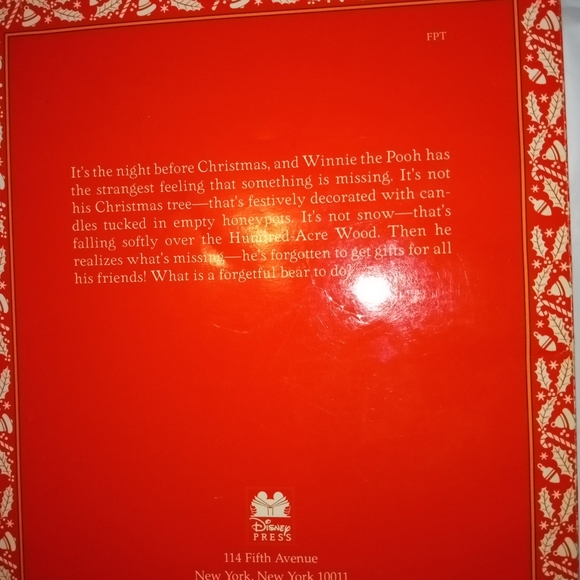 FPT
It's the night before Christmas, and Winnie the Pooh has
the strangest feeling that something is missing. It's not
his Christmas tree—that's festively decorated with can-
dles tucked in empty honeypots. It's not snow—that's
falling softly over the Hundred-Acre Wood. Then he
realizes what's missing—he's forgotten to get gifts for all
his friends! What is a forgetful bear to do?
Disney
PRESS
114 Fifth Avenue
New York, New York 10011